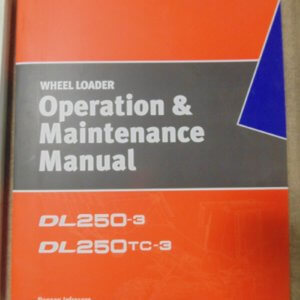 WHEEL LOADER
Operation &
Maintenance
Manual
DL250-3
DL250TC-3